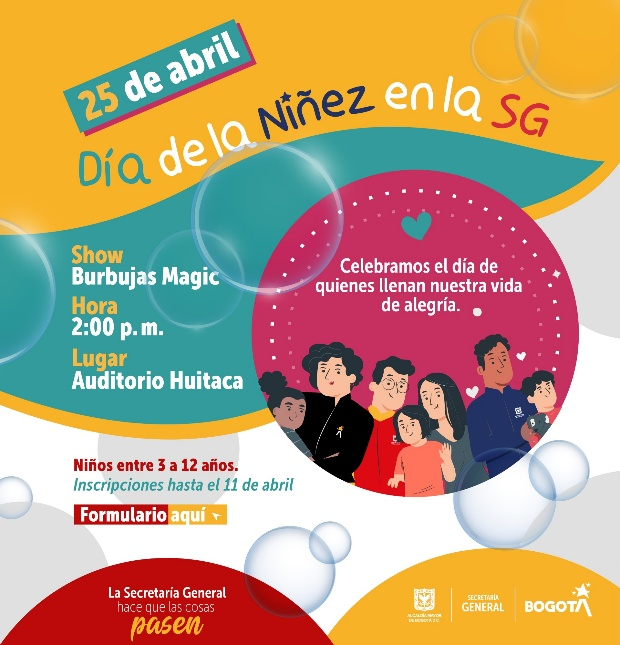 25 de abril
Día de la Niñez en la SG
Show
Burbujas Magic
Hora
2:00 p. m.
Lugar
Auditorio Huitaca
Celebramos el día de
quienes llenan nuestra vida
de alegría.
Niños entre 3 a 12 años.
Inscripciones hasta el 11 de abril
Formulario aquí
La Secretaría General
hace que las cosas
pasen
ALCALDÍA MAYOR
DE BOGOTÁ D.C.
SECRETARÍA
GENERAL
BOGOTÁ